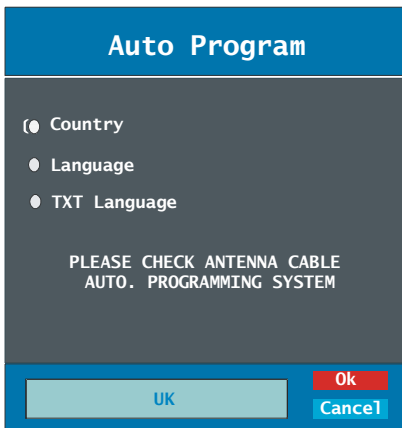 Auto Program
Country
Language
TXT Language
PLEASE CHECK ANTENNA CABLE
AUTO. PROGRAMMING SYSTEM
Ok
UK
Cancel